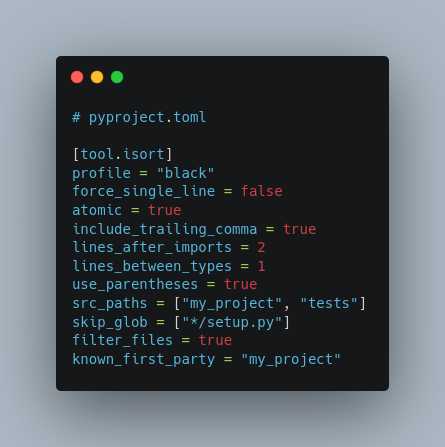 # pyproject.toml
[tool.isort]
profile = "black"
force_single_line = false
atomic = true
include_trailing_comma = true
lines_after_imports = 2
lines_between_types = 1
use_parentheses = true
src_paths = ["my_project", "tests"]
skip_glob = ["*/setup.py"]
filter_files = true
known_first_party = "my_project"